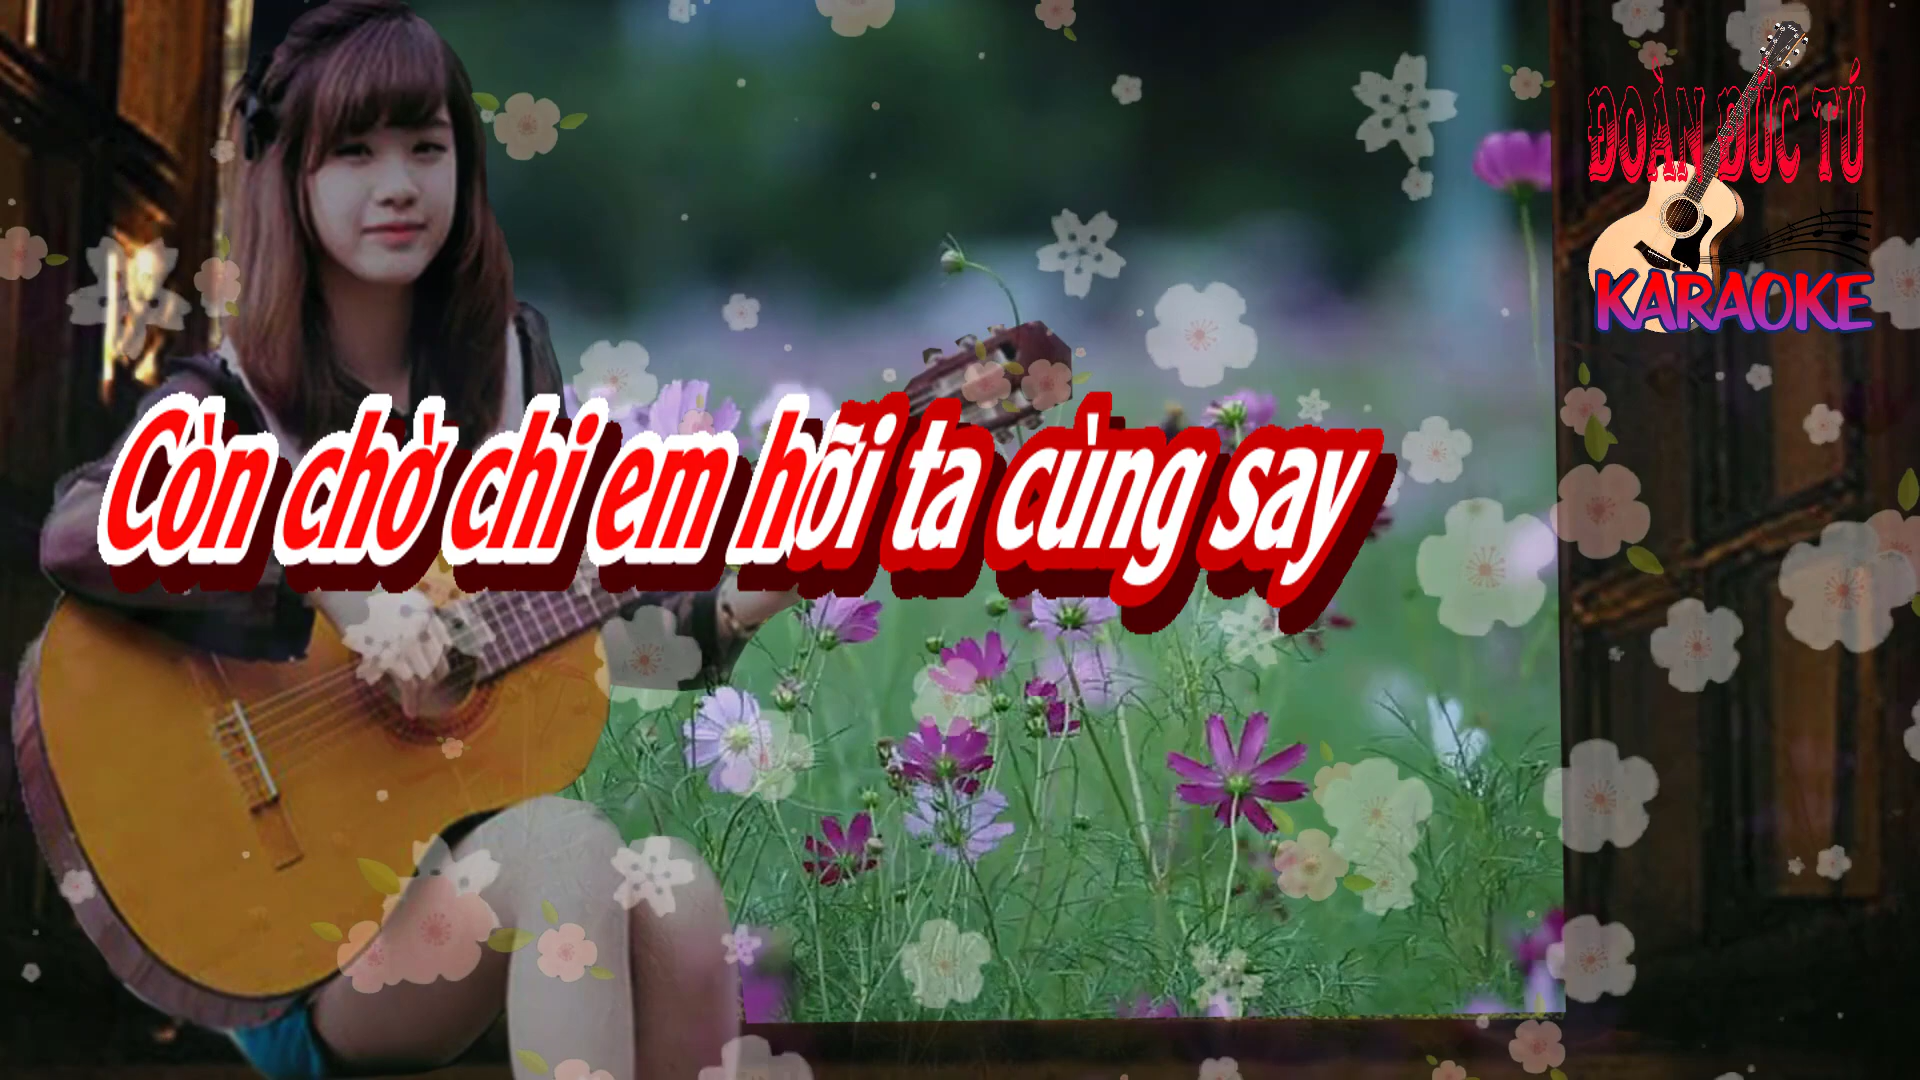 ĐOÀN ĐỨC TÚ
KARAOKE
Còn chờ chi em hỡi ta cùng say